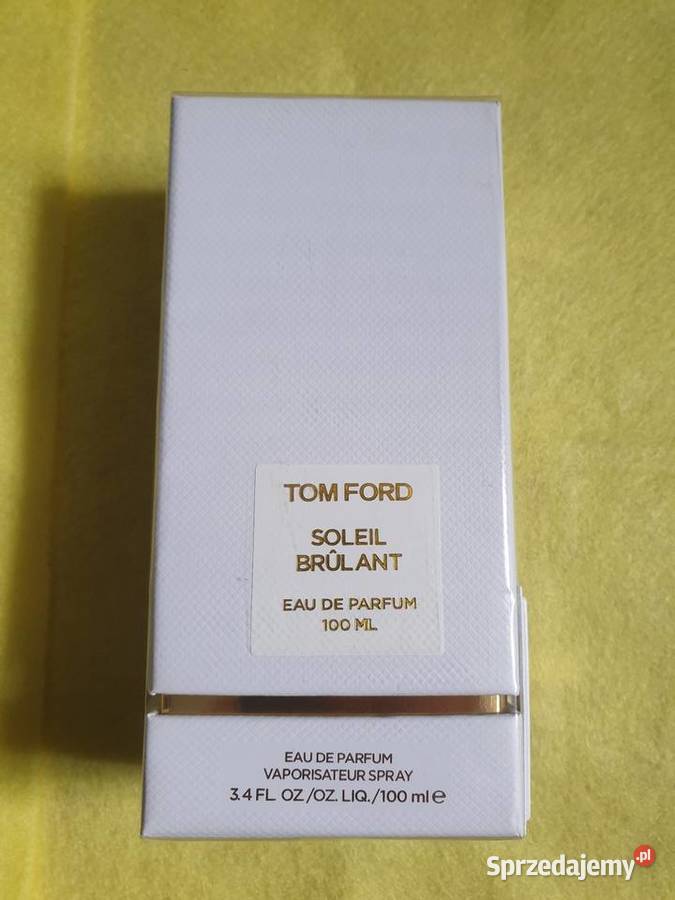 TOM FORD
SOLEIL
BRÛLANT
EAU DE PARFUM
100 ML
EAU DE PARFUM
VAPORISATEUR SPRAY
3.4 FL. OZ/OZ. LIQ./100 ml e
Sprzedajemy.pl